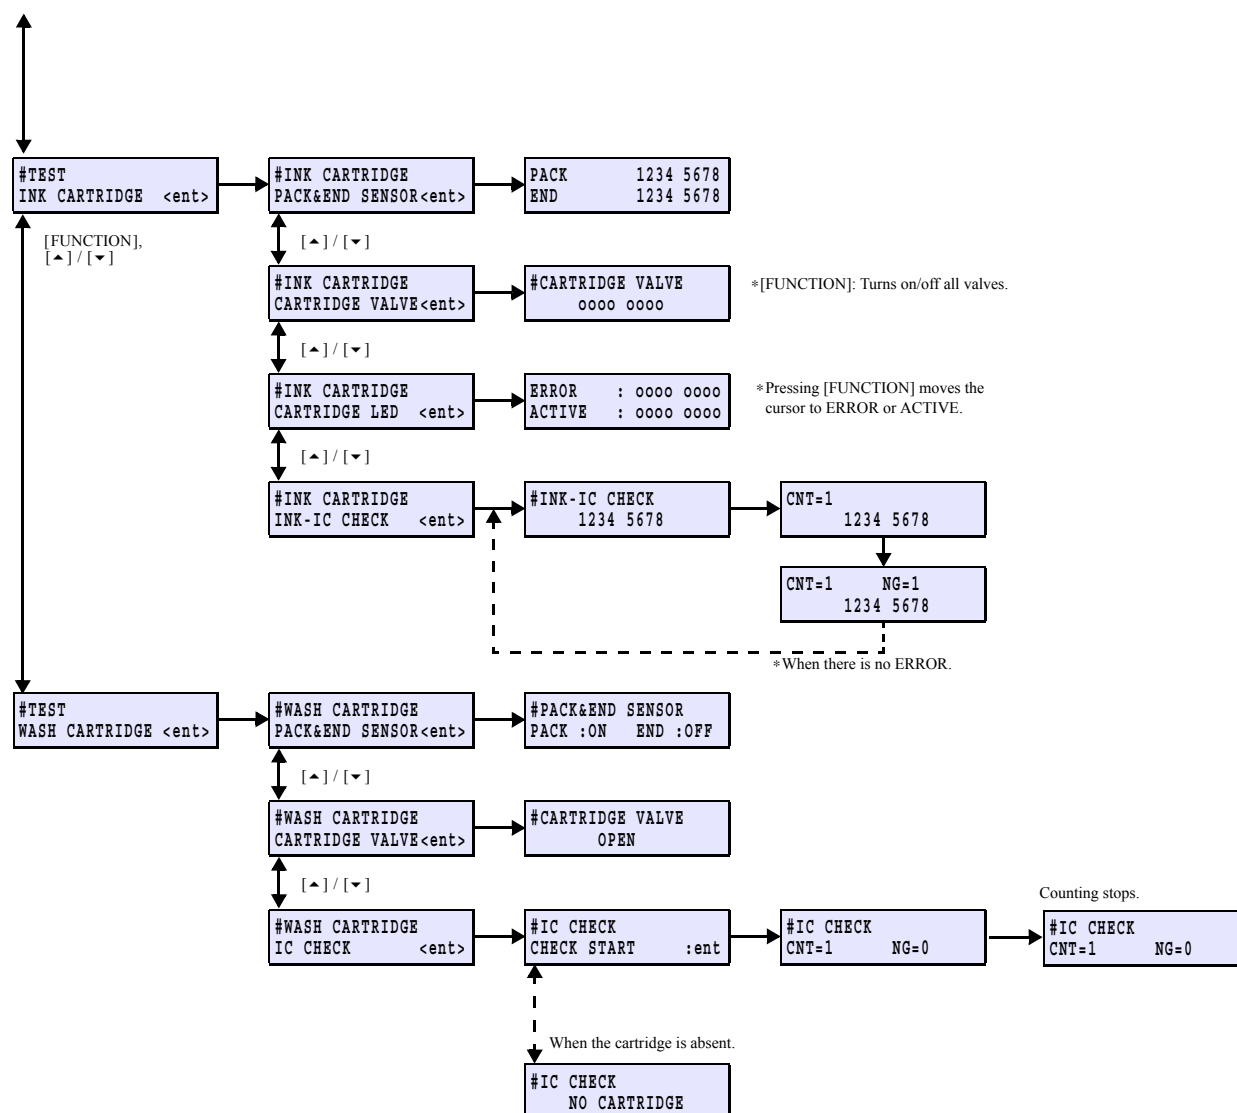 #TEST
INK CARTRIDGE <ent>
#INK CARTRIDGE
PACK&END SENSOR<ent>
PACK 1234 5678
END 1234 5678
[FUNCTION],
[▲] / [▼]
[▲] / [▼]
#INK CARTRIDGE
CARTRIDGE VALVE<ent>
#CARTRIDGE VALVE
oooo oooo
*[FUNCTION]: Turns on/off all valves.
[▲] / [▼]
#INK CARTRIDGE
CARTRIDGE LED <ent>
ERROR : oooo oooo
ACTIVE : oooo oooo
*Pressing [FUNCTION] moves the
cursor to ERROR or ACTIVE.
[▲] / [▼]
#INK CARTRIDGE
INK-IC CHECK <ent>
#INK-IC CHECK
1234 5678
CNT=1
1234 5678
CNT=1 NG=1
1234 5678
*When there is no ERROR.
#TEST
WASH CARTRIDGE <ent>
#WASH CARTRIDGE
PACK&END SENSOR<ent>
#PACK&END SENSOR
PACK :ON END :OFF
[▲] / [▼]
#WASH CARTRIDGE
CARTRIDGE VALVE<ent>
#CARTRIDGE VALVE
OPEN
[▲] / [▼]
#WASH CARTRIDGE
IC CHECK <ent>
#IC CHECK
CHECK START :ent
#IC CHECK
CNT=1 NG=0
Counting stops.
#IC CHECK
CNT=1 NG=0
When the cartridge is absent.
#IC CHECK
NO CARTRIDGE